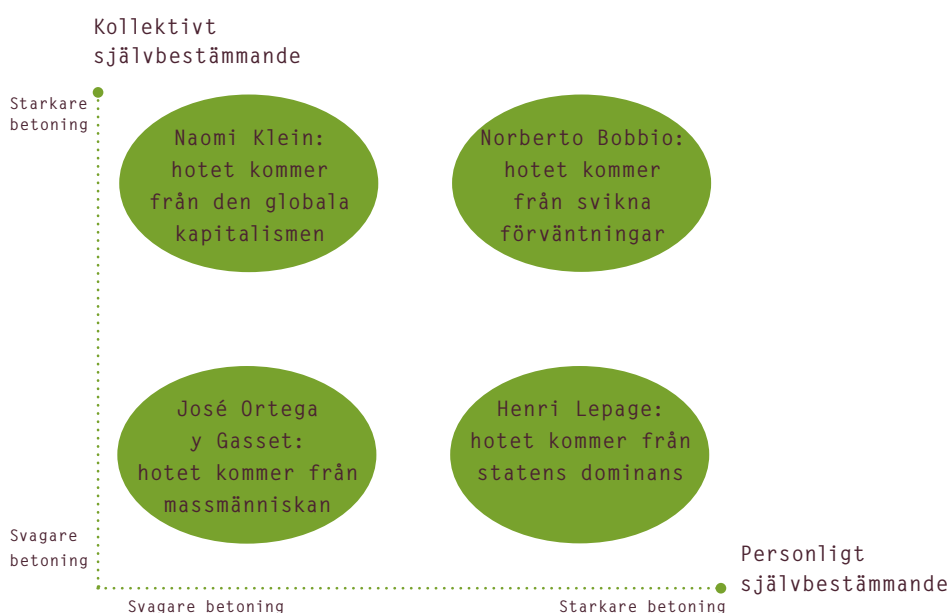 Kollektivt
självbestämmande
Starkare
betoning
Naomi Klein:
hotet kommer
från den globala
kapitalismen
Norberto Bobbio:
hotet kommer
från svikna
förväntningar
José Ortega
y Gasset:
hotet kommer från
massmänniskan
Henri Lepage:
hotet kommer från
statens dominans
Svagare
betoning
Personligt
självbestämmande
Svagare betoning
Starkare betoning